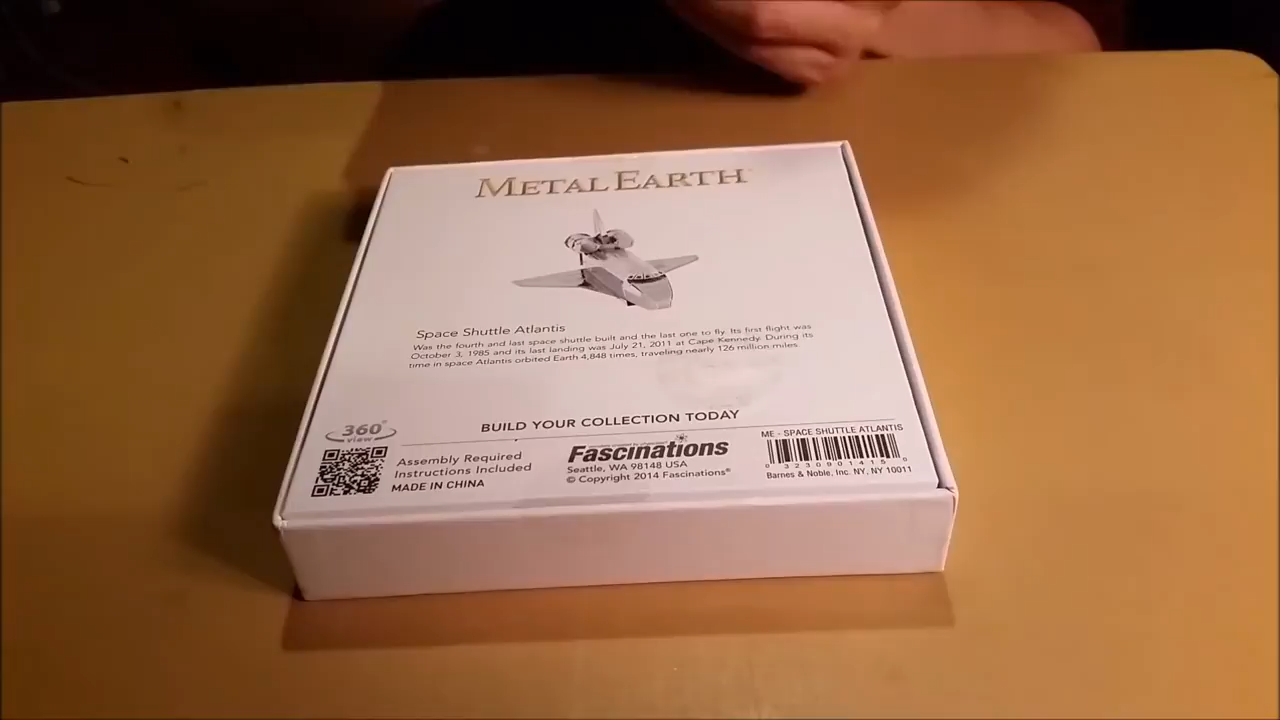 METAL EARTH
Space Shuttle Atlantis
Was the fourth and last space shuttle built and the last one to fly. Its first flight was
October 3, 1985 and its last landing was July 21, 2011 at Cape Kennedy. During its
time in space Atlantis orbited Earth 4,848 times, traveling nearly 126 million miles.
BUILD YOUR COLLECTION TODAY
360°
view
Assembly Required
Instructions Included
MADE IN CHINA
Fascinations
Seattle, WA 98148 USA
© Copyright 2014 Fascinations®
ME - SPACE SHUTTLE ATLANTIS
0 32309 01415 0
Barnes & Noble, Inc. NY, NY 10011